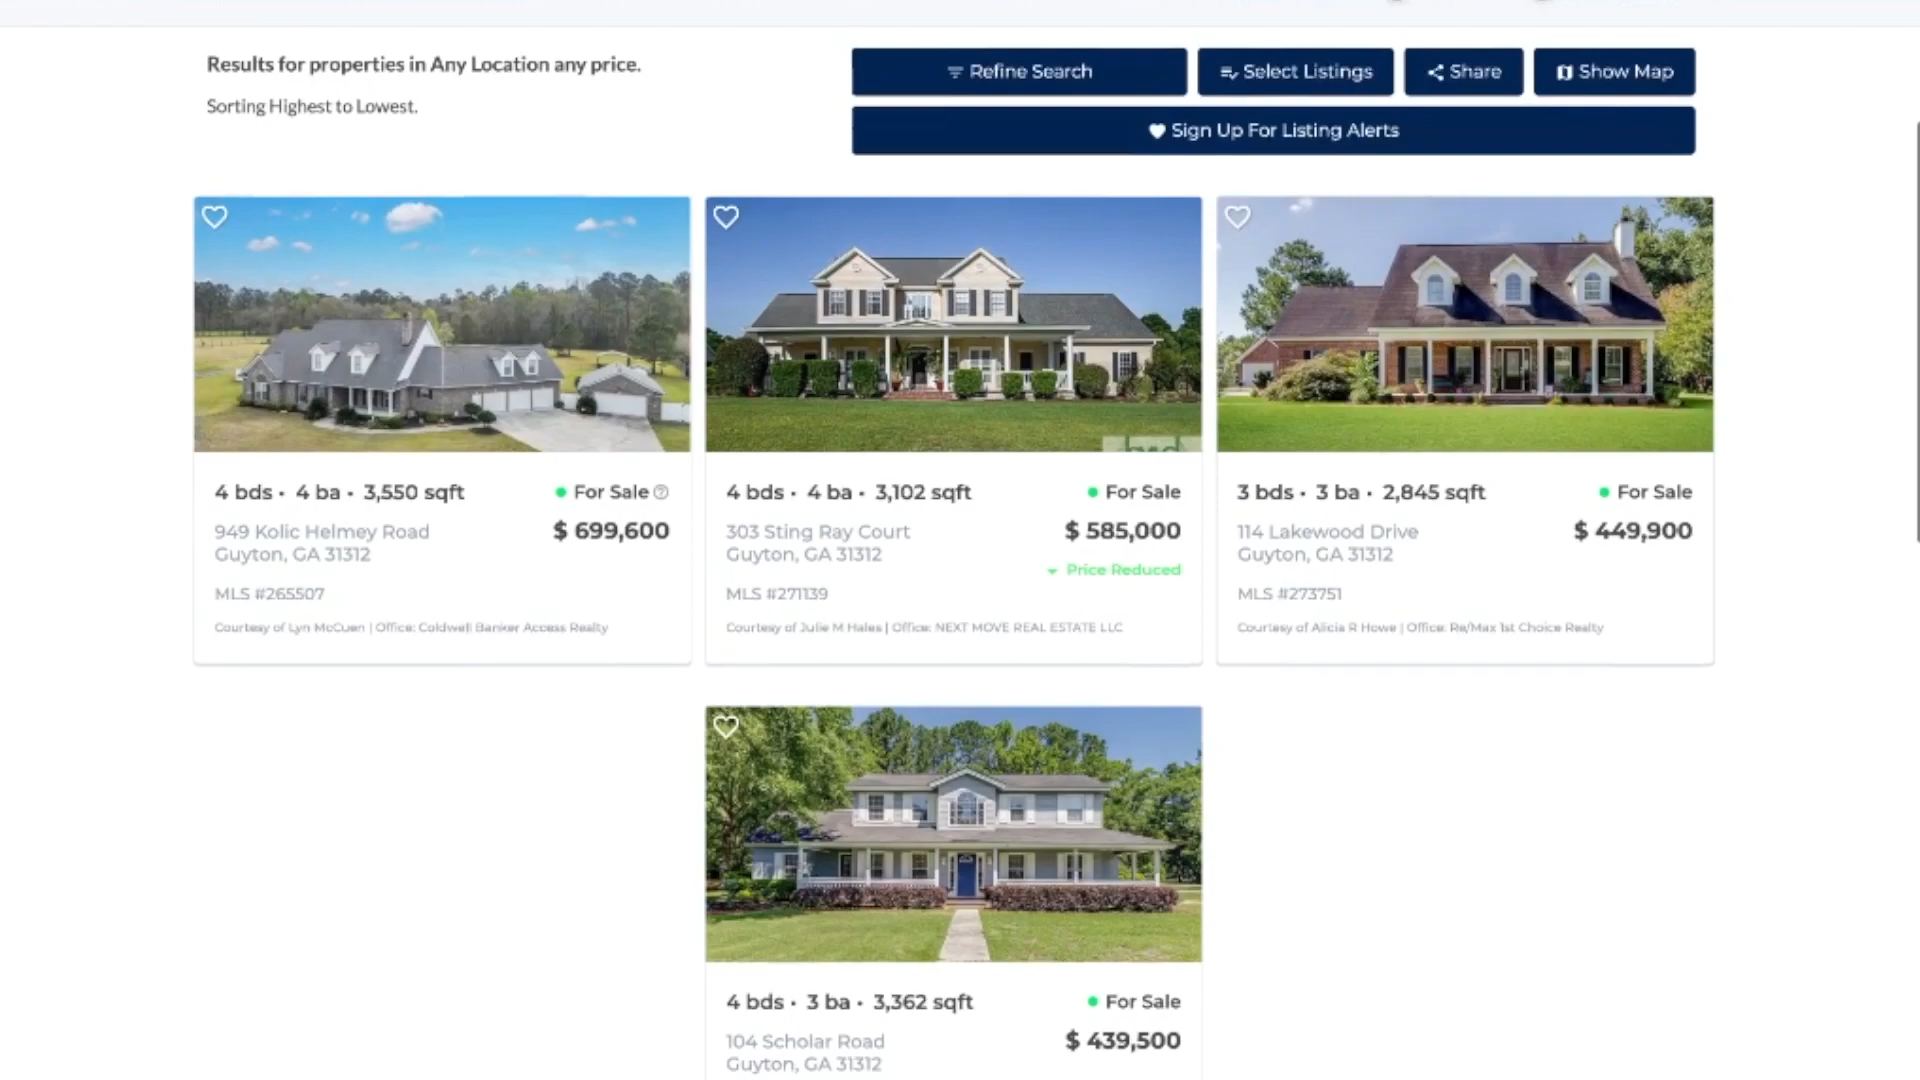 Results for properties in Any Location any price.
Sorting Highest to Lowest.
Refine Search
Select Listings
Share
Show Map
Sign Up For Listing Alerts
4 bds · 4 ba · 3,550 sqft
For Sale
949 Kolic Helmey Road
$ 699,600
Guyton, GA 31312
MLS #265507
Courtesy of Lyn McCuen | Office: Coldwell Banker Access Realty
4 bds · 4 ba · 3,102 sqft
For Sale
303 Sting Ray Court
$ 585,000
Guyton, GA 31312
Price Reduced
MLS #271139
Courtesy of Julie M Hales | Office: NEXT MOVE REAL ESTATE LLC
3 bds · 3 ba · 2,845 sqft
For Sale
114 Lakewood Drive
$ 449,900
Guyton, GA 31312
MLS #273751
Courtesy of Alicia R Howe | Office: Re/Max 1st Choice Realty
4 bds · 3 ba · 3,362 sqft
For Sale
104 Scholar Road
$ 439,500
Guyton, GA 31312